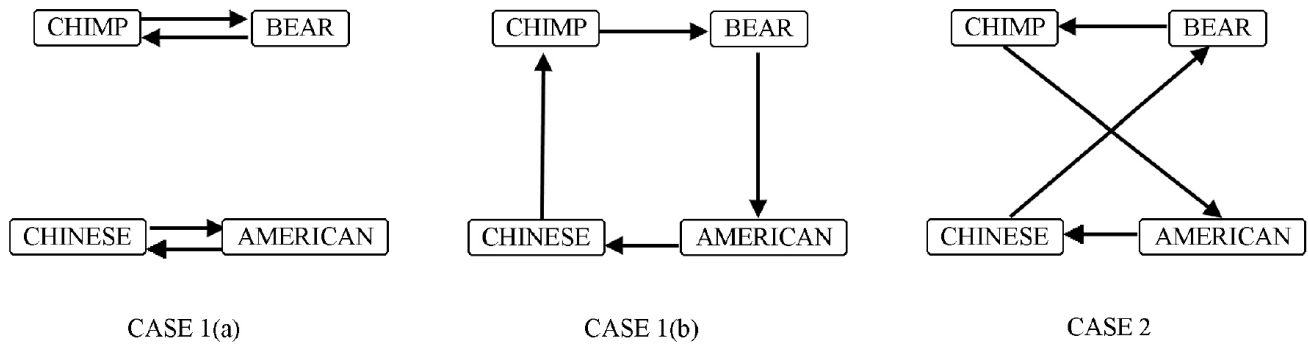 CHIMP BEAR CHIMP BEAR CHIMP BEAR
CHINESE AMERICAN CHINESE AMERICAN CHINESE AMERICAN
CASE 1(a) CASE 1(b) CASE 2